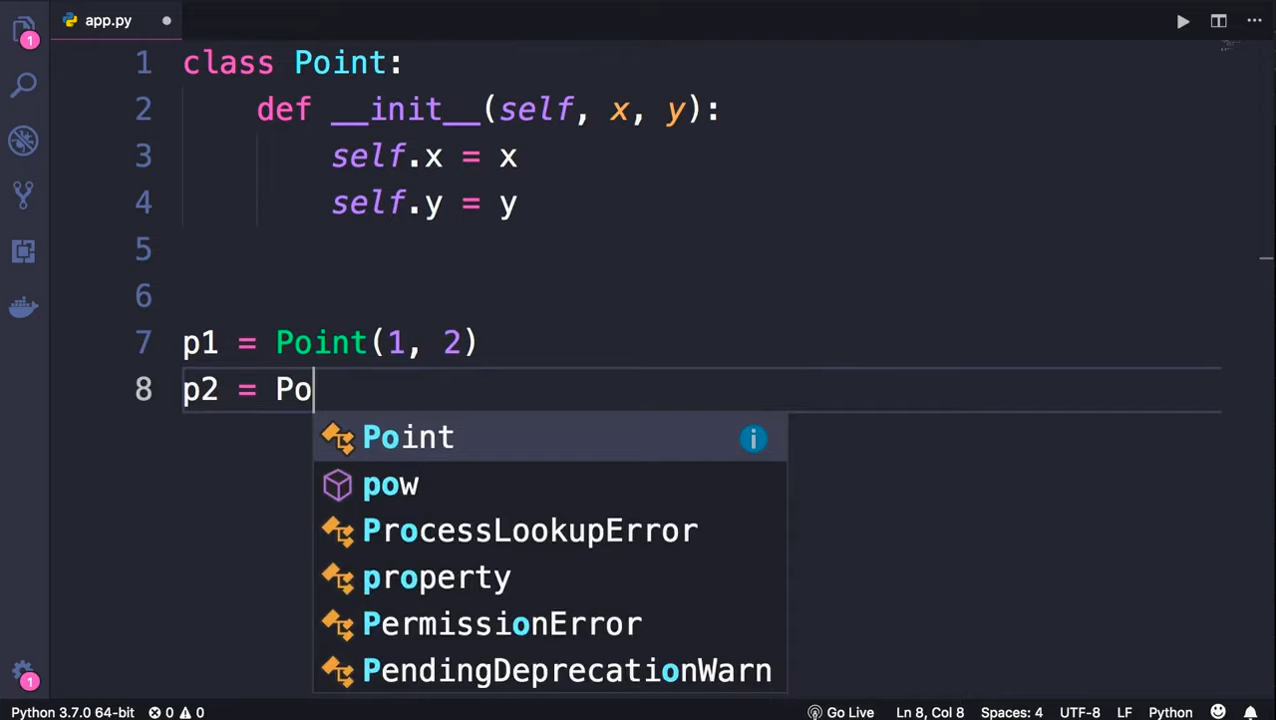 app.py
1
1 class Point:
2 def __init__(self, x, y):
3 self.x = x
4 self.y = y
5
6
7 p1 = Point(1, 2)
8 p2 = Po
Point
pow
ProcessLookupError
property
PermissionError
PendingDeprecationWarn
1
Python 3.7.0 64-bit 0 0 Go Live Ln 8, Col 8 Spaces: 4 UTF-8 LF Python